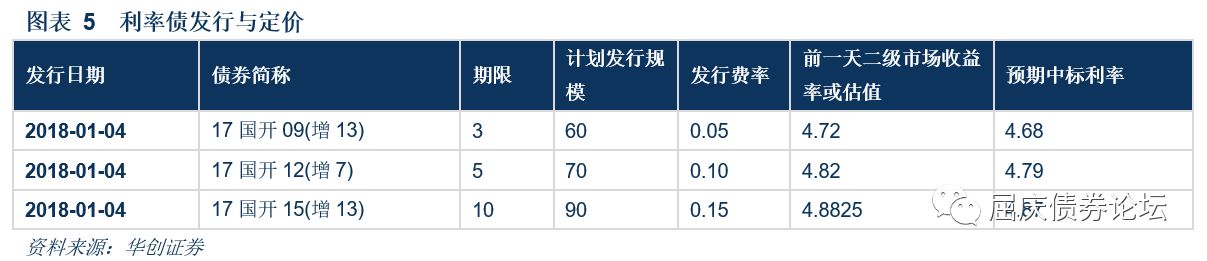 图表 5 利率债发行与定价
发行日期 债券简称 期限 计划发行规模 发行费率 前一天二级市场收益率或估值 预期中标利率
2018-01-04 17 国开 09(增 13) 3 60 0.05 4.72 4.68
2018-01-04 17 国开 12(增 7) 5 70 0.10 4.82 4.79
2018-01-04 17 国开 15(增 13) 10 90 0.15 4.8825
屈庆债券论坛
资料来源：华创证券